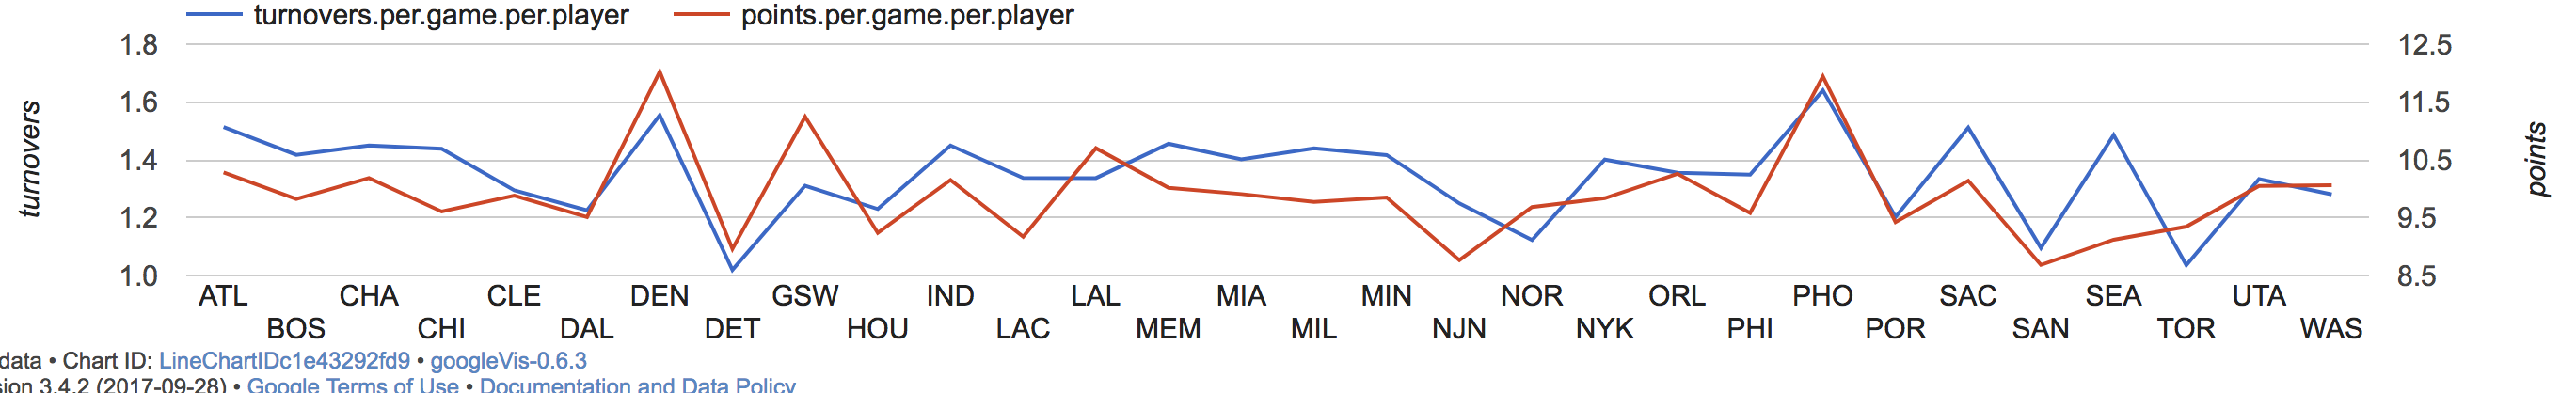 turnovers.per.game.per.player points.per.game.per.player
1.8 12.5
1.6 11.5
1.4 10.5
1.2 9.5
1.0 8.5
turnovers
points
ATL CHA CLE DEN GSW IND LAL MIA MIN NOR ORL PHO SAC SEA UTA
BOS CHI DAL DET HOU LAC MEM MIL NJN NYK PHI POR SAN TOR WAS
data • Chart ID: LineChartIDc1e43292fd9 • googleVis-0.6.3
sion 3.4.2 (2017-09-28) • Google Terms of Use • Documentation and Data Policy